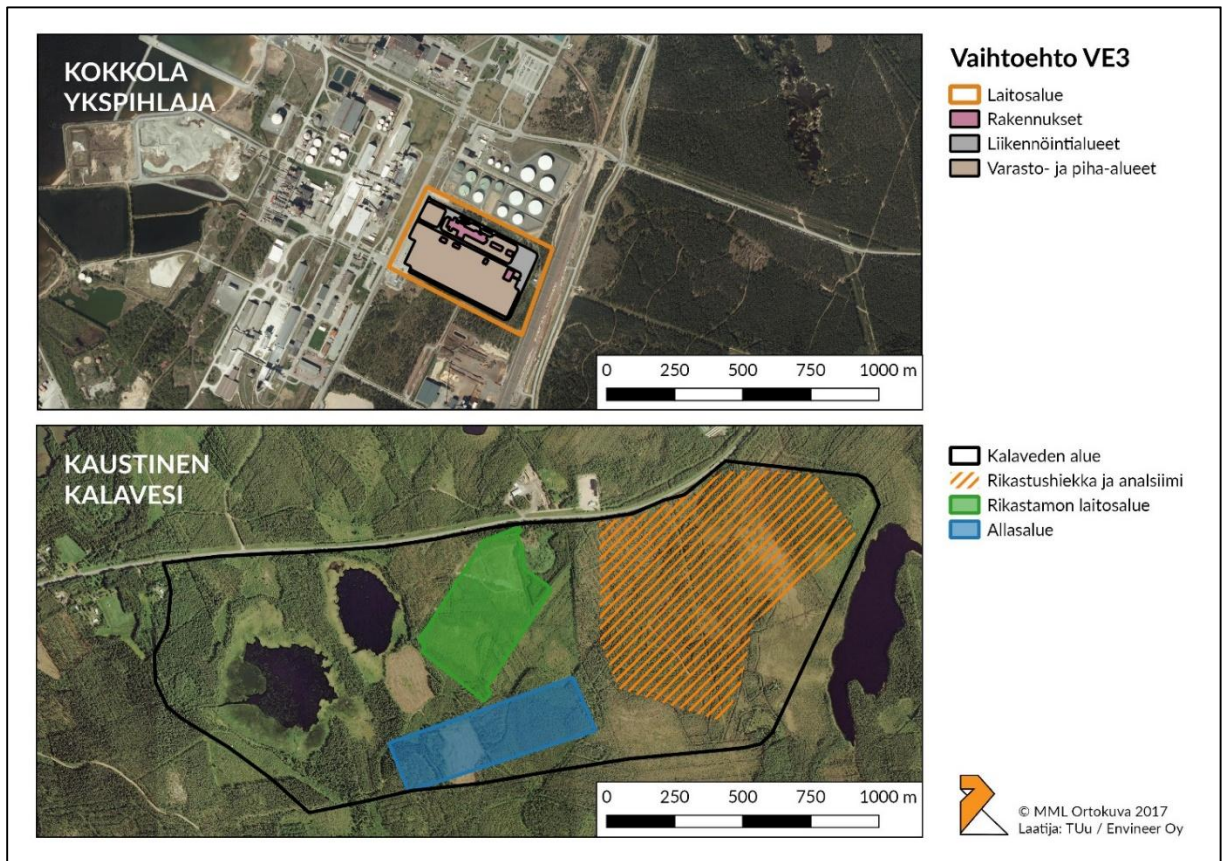 KOKKOLA
YKSPIHLAJA
0 250 500 750 1000 m
Vaihtoehto VE3
Laitosalue
Rakennukset
Liikennöintialueet
Varasto- ja piha-alueet
KAUSTINEN
KALAVESI
0 250 500 750 1000 m
Kalaveden alue
Rikastushiekka ja analsiimi
Rikastamon laitosalue
Allasalue
© MML Ortokuva 2017
Laatija: TUu / Envineer Oy